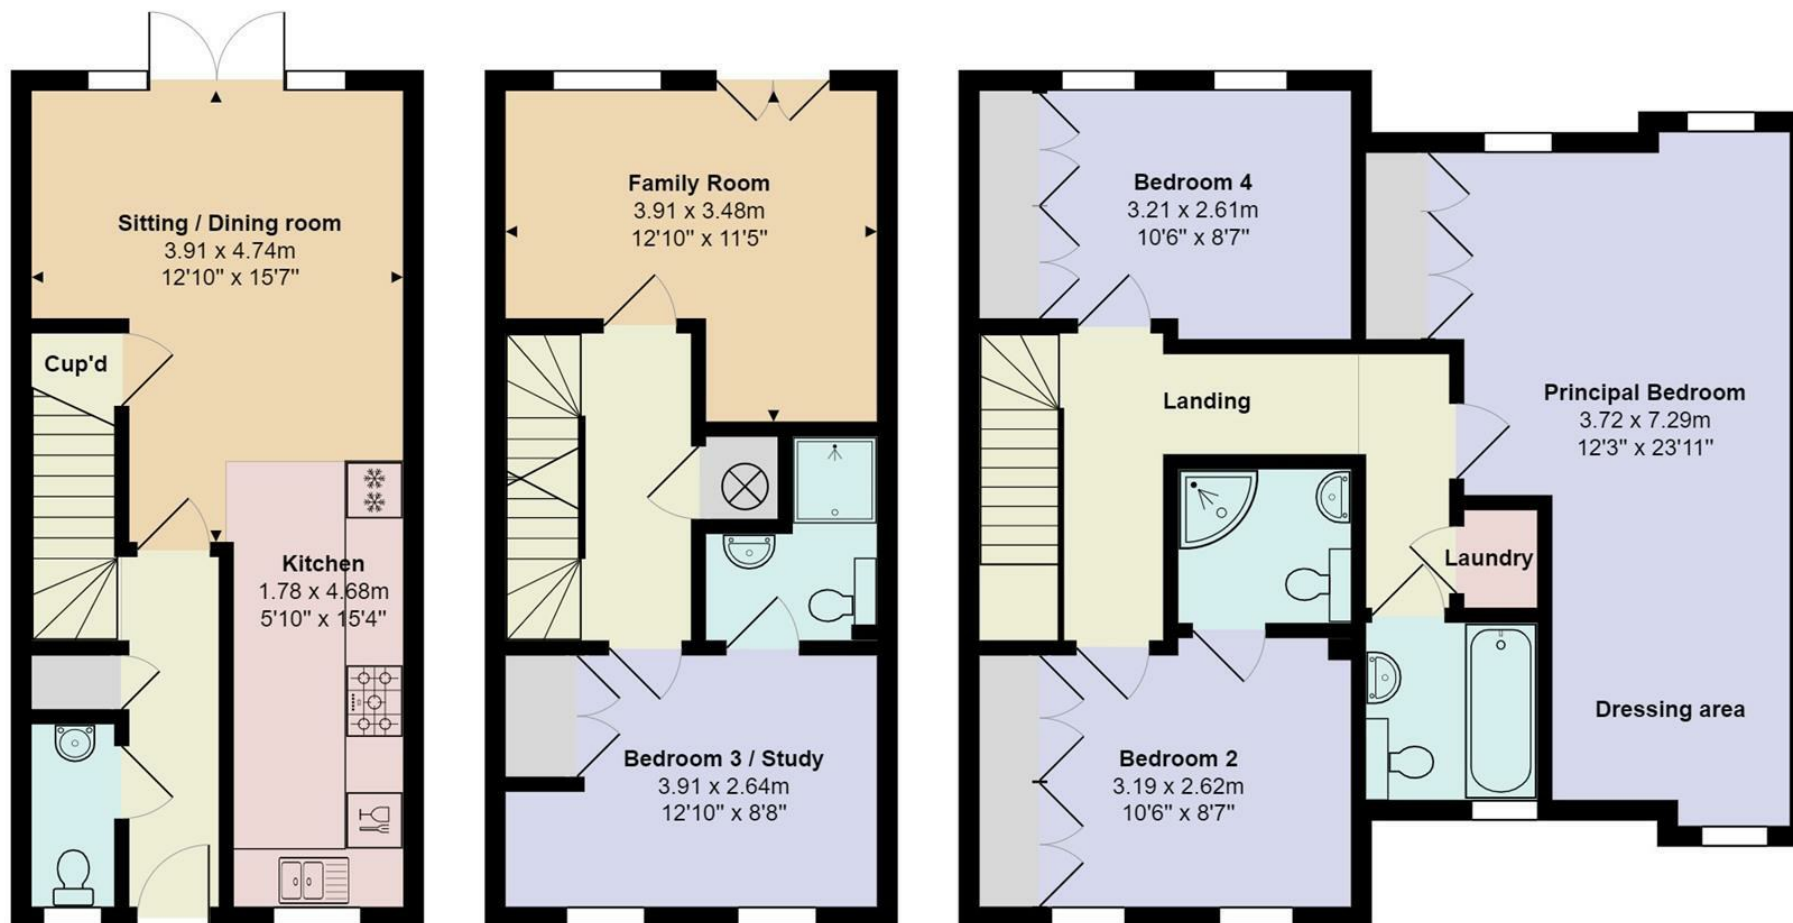 Sitting / Dining room
3.91 x 4.74m
12'10" x 15'7"
Cup'd
Kitchen
1.78 x 4.68m
5'10" x 15'4"
Family Room
3.91 x 3.48m
12'10" x 11'5"
Bedroom 3 / Study
3.91 x 2.64m
12'10" x 8'8"
Bedroom 4
3.21 x 2.61m
10'6" x 8'7"
Landing
Principal Bedroom
3.72 x 7.29m
12'3" x 23'11"
Laundry
Dressing area
Bedroom 2
3.19 x 2.62m
10'6" x 8'7"